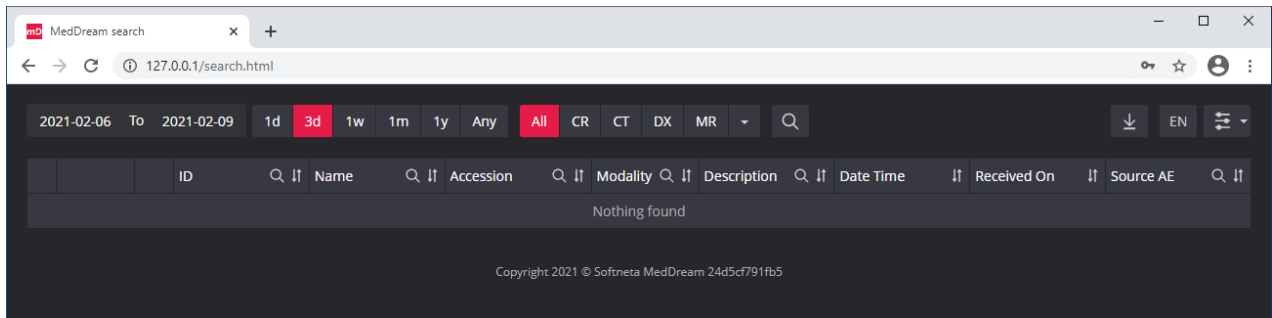 mD MedDream search
127.0.0.1/search.html
2021-02-06 To 2021-02-09 1d 3d 1w 1m 1y Any All CR CT DX MR EN
ID Name Accession Modality Description Date Time Received On Source AE
Nothing found
Copyright 2021 © Softneta MedDream 24d5cf791fb5